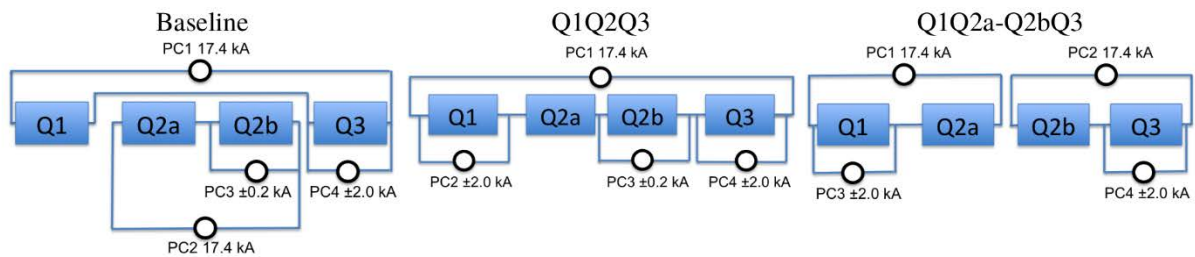 Baseline
PC1 17.4 kA
Q1
Q2a
Q2b
Q3
PC3 ±0.2 kA
PC4 ±2.0 kA
PC2 17.4 kA
Q1Q2Q3
PC1 17.4 kA
Q1
Q2a
Q2b
Q3
PC2 ±2.0 kA
PC3 ±0.2 kA
PC4 ±2.0 kA
Q1Q2a-Q2bQ3
PC1 17.4 kA
PC2 17.4 kA
Q1
Q2a
Q2b
Q3
PC3 ±2.0 kA
PC4 ±2.0 kA